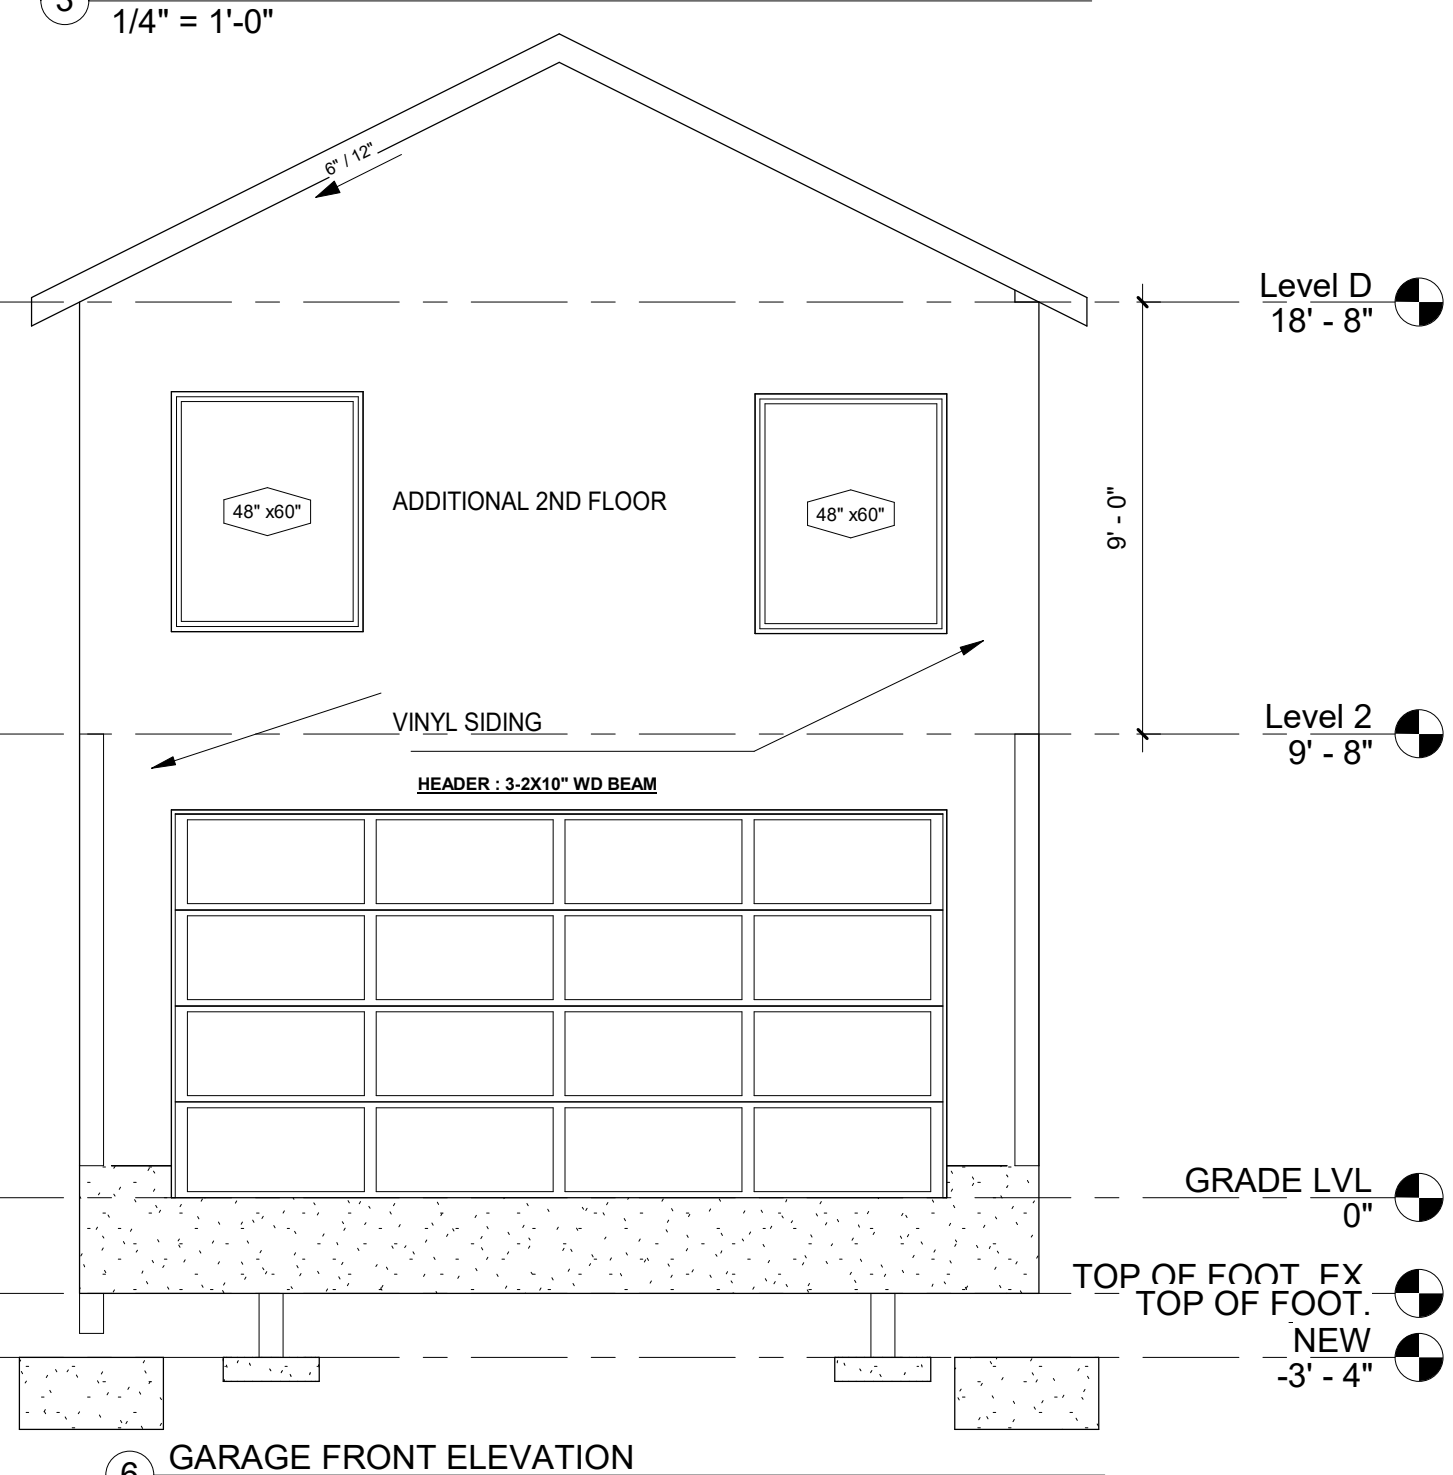 3
1/4" = 1'-0"
6" / 12"
Level D
18' - 8"
48" x60"
ADDITIONAL 2ND FLOOR
48" x60"
9' - 0"
VINYL SIDING
Level 2
9' - 8"
HEADER : 3-2X10" WD BEAM
GRADE LVL
0"
TOP OF FOOT. EX
TOP OF FOOT.
NEW
-3' - 4"
6
GARAGE FRONT ELEVATION